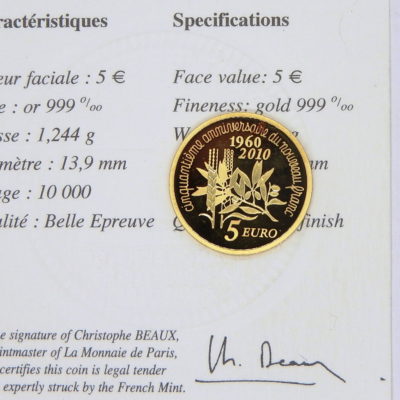 ractéristiques Specifications
eur faciale : 5 € Face value: 5 €
e : or 999 °/oo Fineness: gold 999 °/oo
sse : 1,244 g
mètre : 13,9 mm
age : 10 000
alité : Belle Epreuve finish
cinquantième anniversaire du nouveau franc
1960
2010
5 EURO
e signature of Christophe BEAUX,
intmaster of La Monnaie de Paris,
certifies this coin is legal tender
expertly struck by the French Mint.